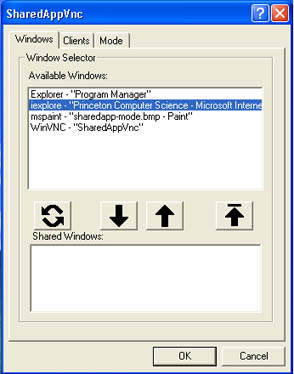 SharedAppVnc
Windows Clients Mode
Window Selector
Available Windows:
Explorer - "Program Manager"
iexplore - "Princeton Computer Science - Microsoft Interne
mspaint - "sharedapp-mode.bmp - Paint"
WinVNC - "SharedAppVnc"
Shared Windows:
OK Cancel